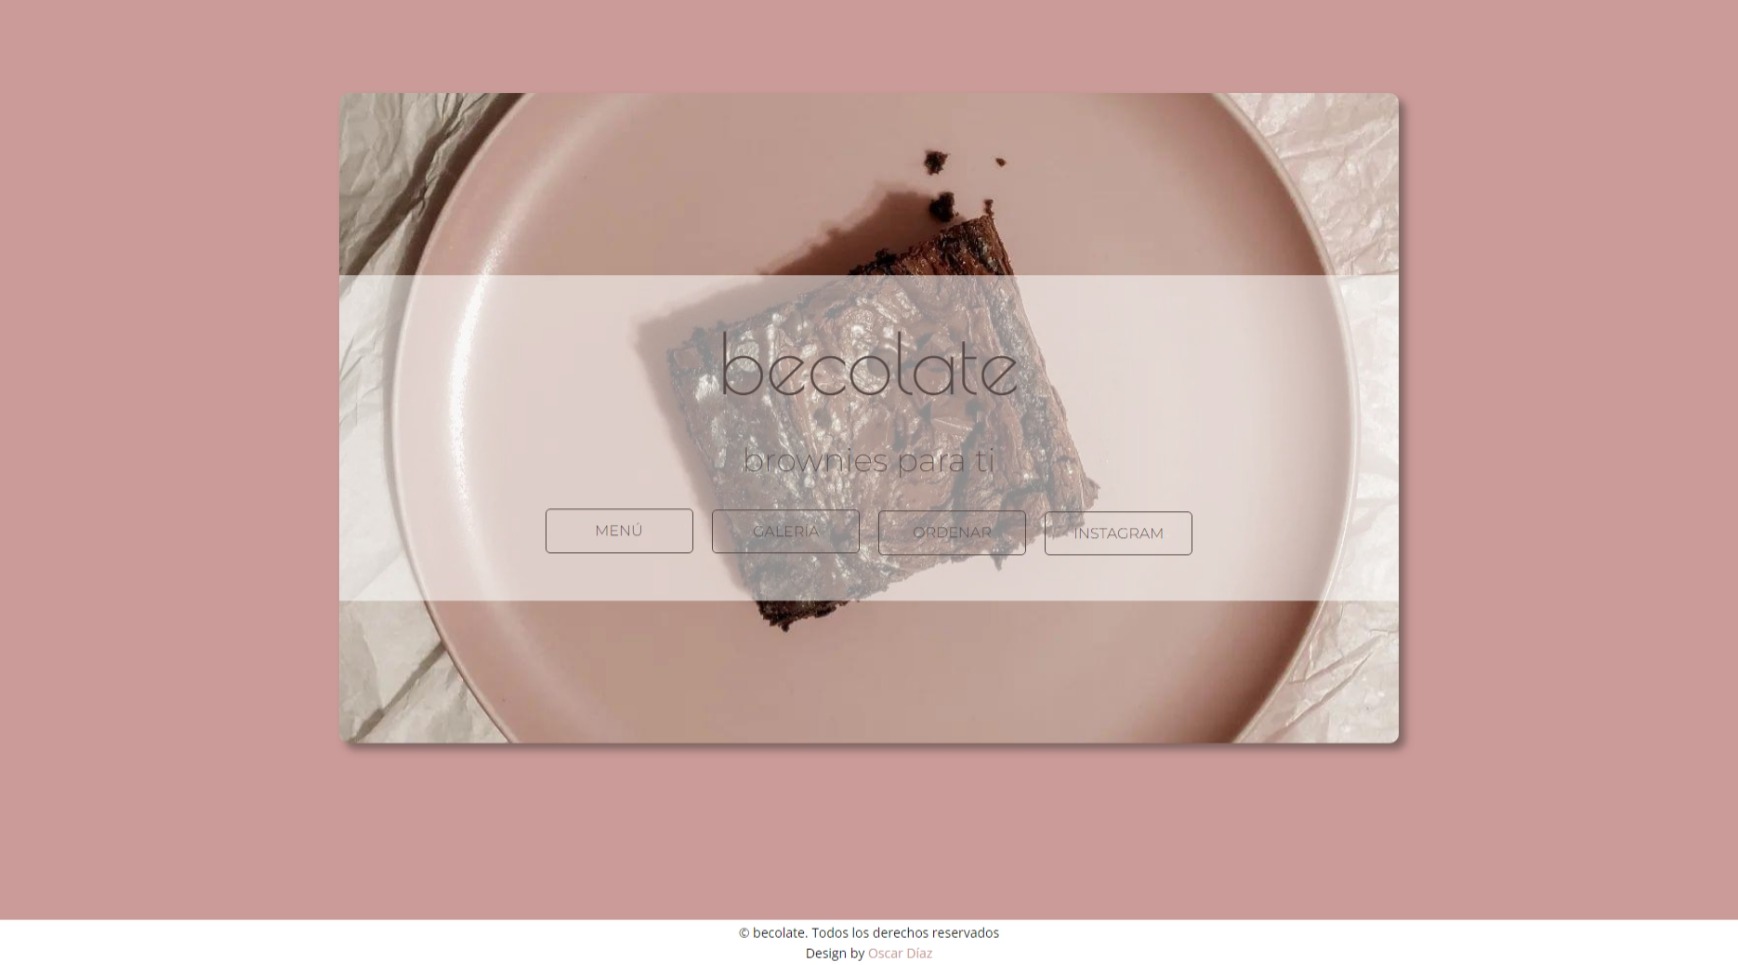 becolate
brownies para ti
MENÚ GALERÍA ORDENAR INSTAGRAM
© becolate. Todos los derechos reservados
Design by Oscar Díaz